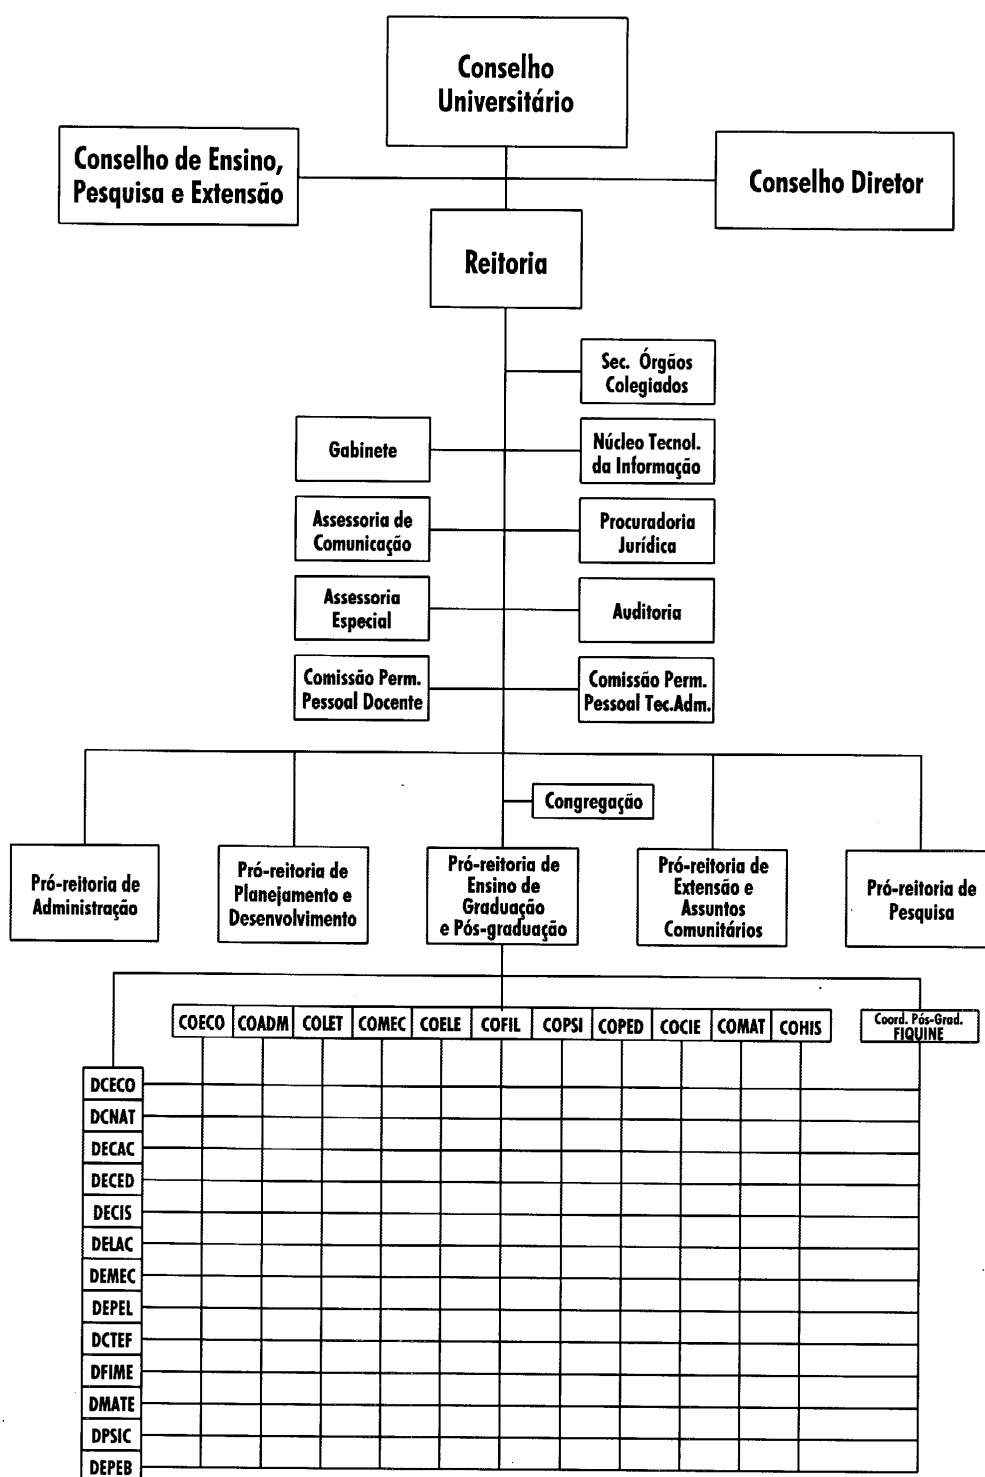 Conselho
Universitário
Conselho de Ensino,
Pesquisa e Extensão
Conselho Diretor
Reitoria
Sec. Órgãos
Colegiados
Gabinete
Núcleo Tecnol.
da Informação
Assessoria de
Comunicação
Procuradoria
Jurídica
Assessoria
Especial
Auditoria
Comissão Perm.
Pessoal Docente
Comissão Perm.
Pessoal Tec.Adm.
Congregação
Pró-reitoria de
Administração
Pró-reitoria de
Planejamento e
Desenvolvimento
Pró-reitoria de
Ensino de
Graduação
e Pós-graduação
Pró-reitoria de
Extensão e
Assuntos
Comunitários
Pró-reitoria de
Pesquisa
COECO COADM COLET COMEC COELE COFIL COPSI COPED COCIE COMAT COHIS
Coord. Pós-Grad.
FIQUINE
DCECO
DCNAT
DECAC
DECED
DECIS
DELAC
DEMEC
DEPEL
DCTEF
DFIME
DMATE
DPSIC
DEPEB